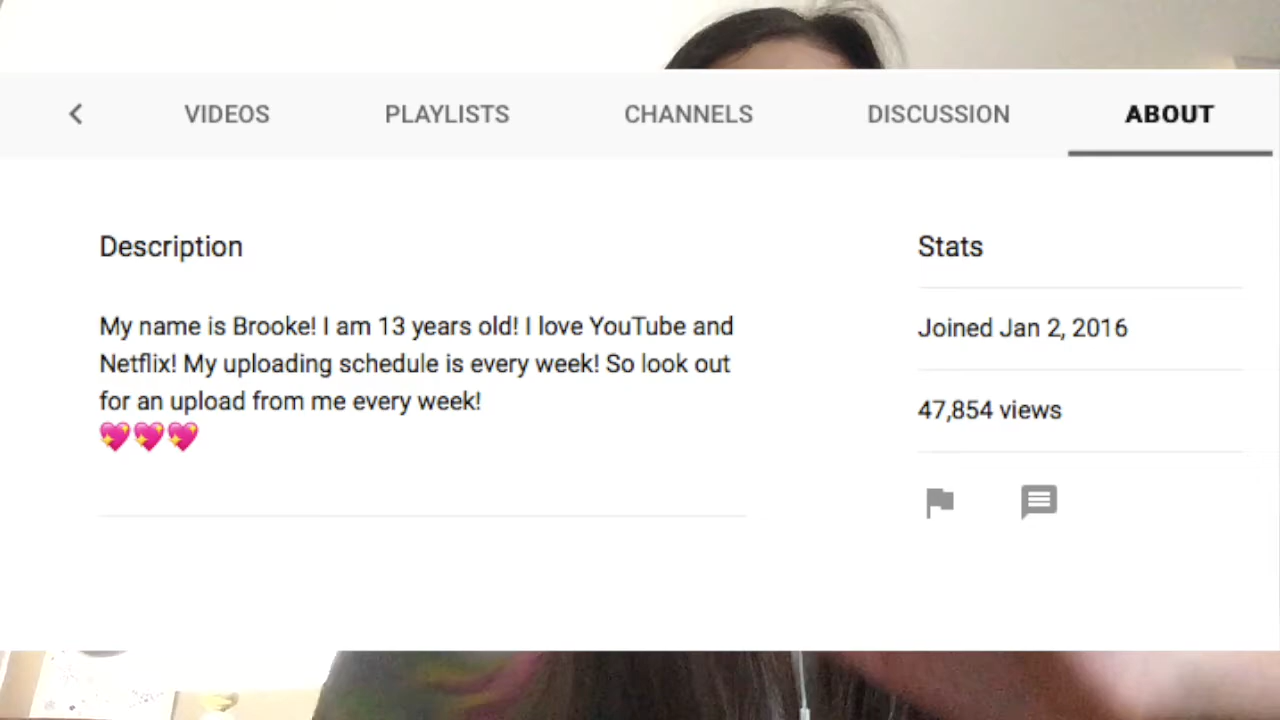 VIDEOS PLAYLISTS CHANNELS DISCUSSION ABOUT
Description
My name is Brooke! I am 13 years old! I love YouTube and
Netflix! My uploading schedule is every week! So look out
for an upload from me every week!
💖💖💖
Stats
Joined Jan 2, 2016
47,854 views